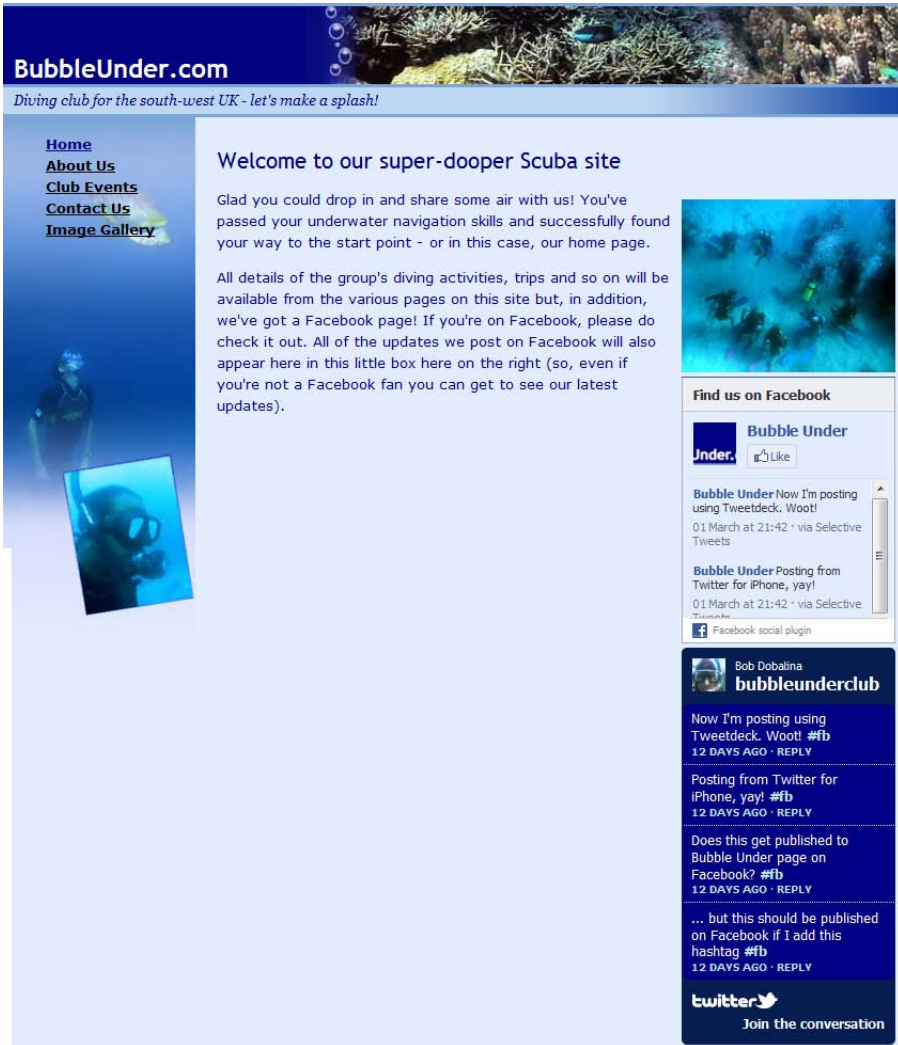 BubbleUnder.com
Diving club for the south-west UK - let's make a splash!
Home
About Us
Club Events
Contact Us
Image Gallery
Welcome to our super-dooper Scuba site
Glad you could drop in and share some air with us! You've
passed your underwater navigation skills and successfully found
your way to the start point - or in this case, our home page.
All details of the group's diving activities, trips and so on will be
available from the various pages on this site but, in addition,
we've got a Facebook page! If you're on Facebook, please do
check it out. All of the updates we post on Facebook will also
appear here in this little box here on the right (so, even if
you're not a Facebook fan you can get to see our latest
updates).
Find us on Facebook
Under.
Bubble Under
Like
Bubble Under Now I'm posting
using Tweetdeck. Woot!
01 March at 21:42 · via Selective
Tweets
Bubble Under Posting from
Twitter for iPhone, yay!
01 March at 21:42 · via Selective
Tweets
Facebook social plugin
Bob Dobalina
bubbleunderclub
Now I'm posting using
Tweetdeck. Woot! #fb
12 DAYS AGO · REPLY
Posting from Twitter for
iPhone, yay! #fb
12 DAYS AGO · REPLY
Does this get published to
Bubble Under page on
Facebook? #fb
12 DAYS AGO · REPLY
... but this should be published
on Facebook if I add this
hashtag #fb
12 DAYS AGO · REPLY
twitter
Join the conversation